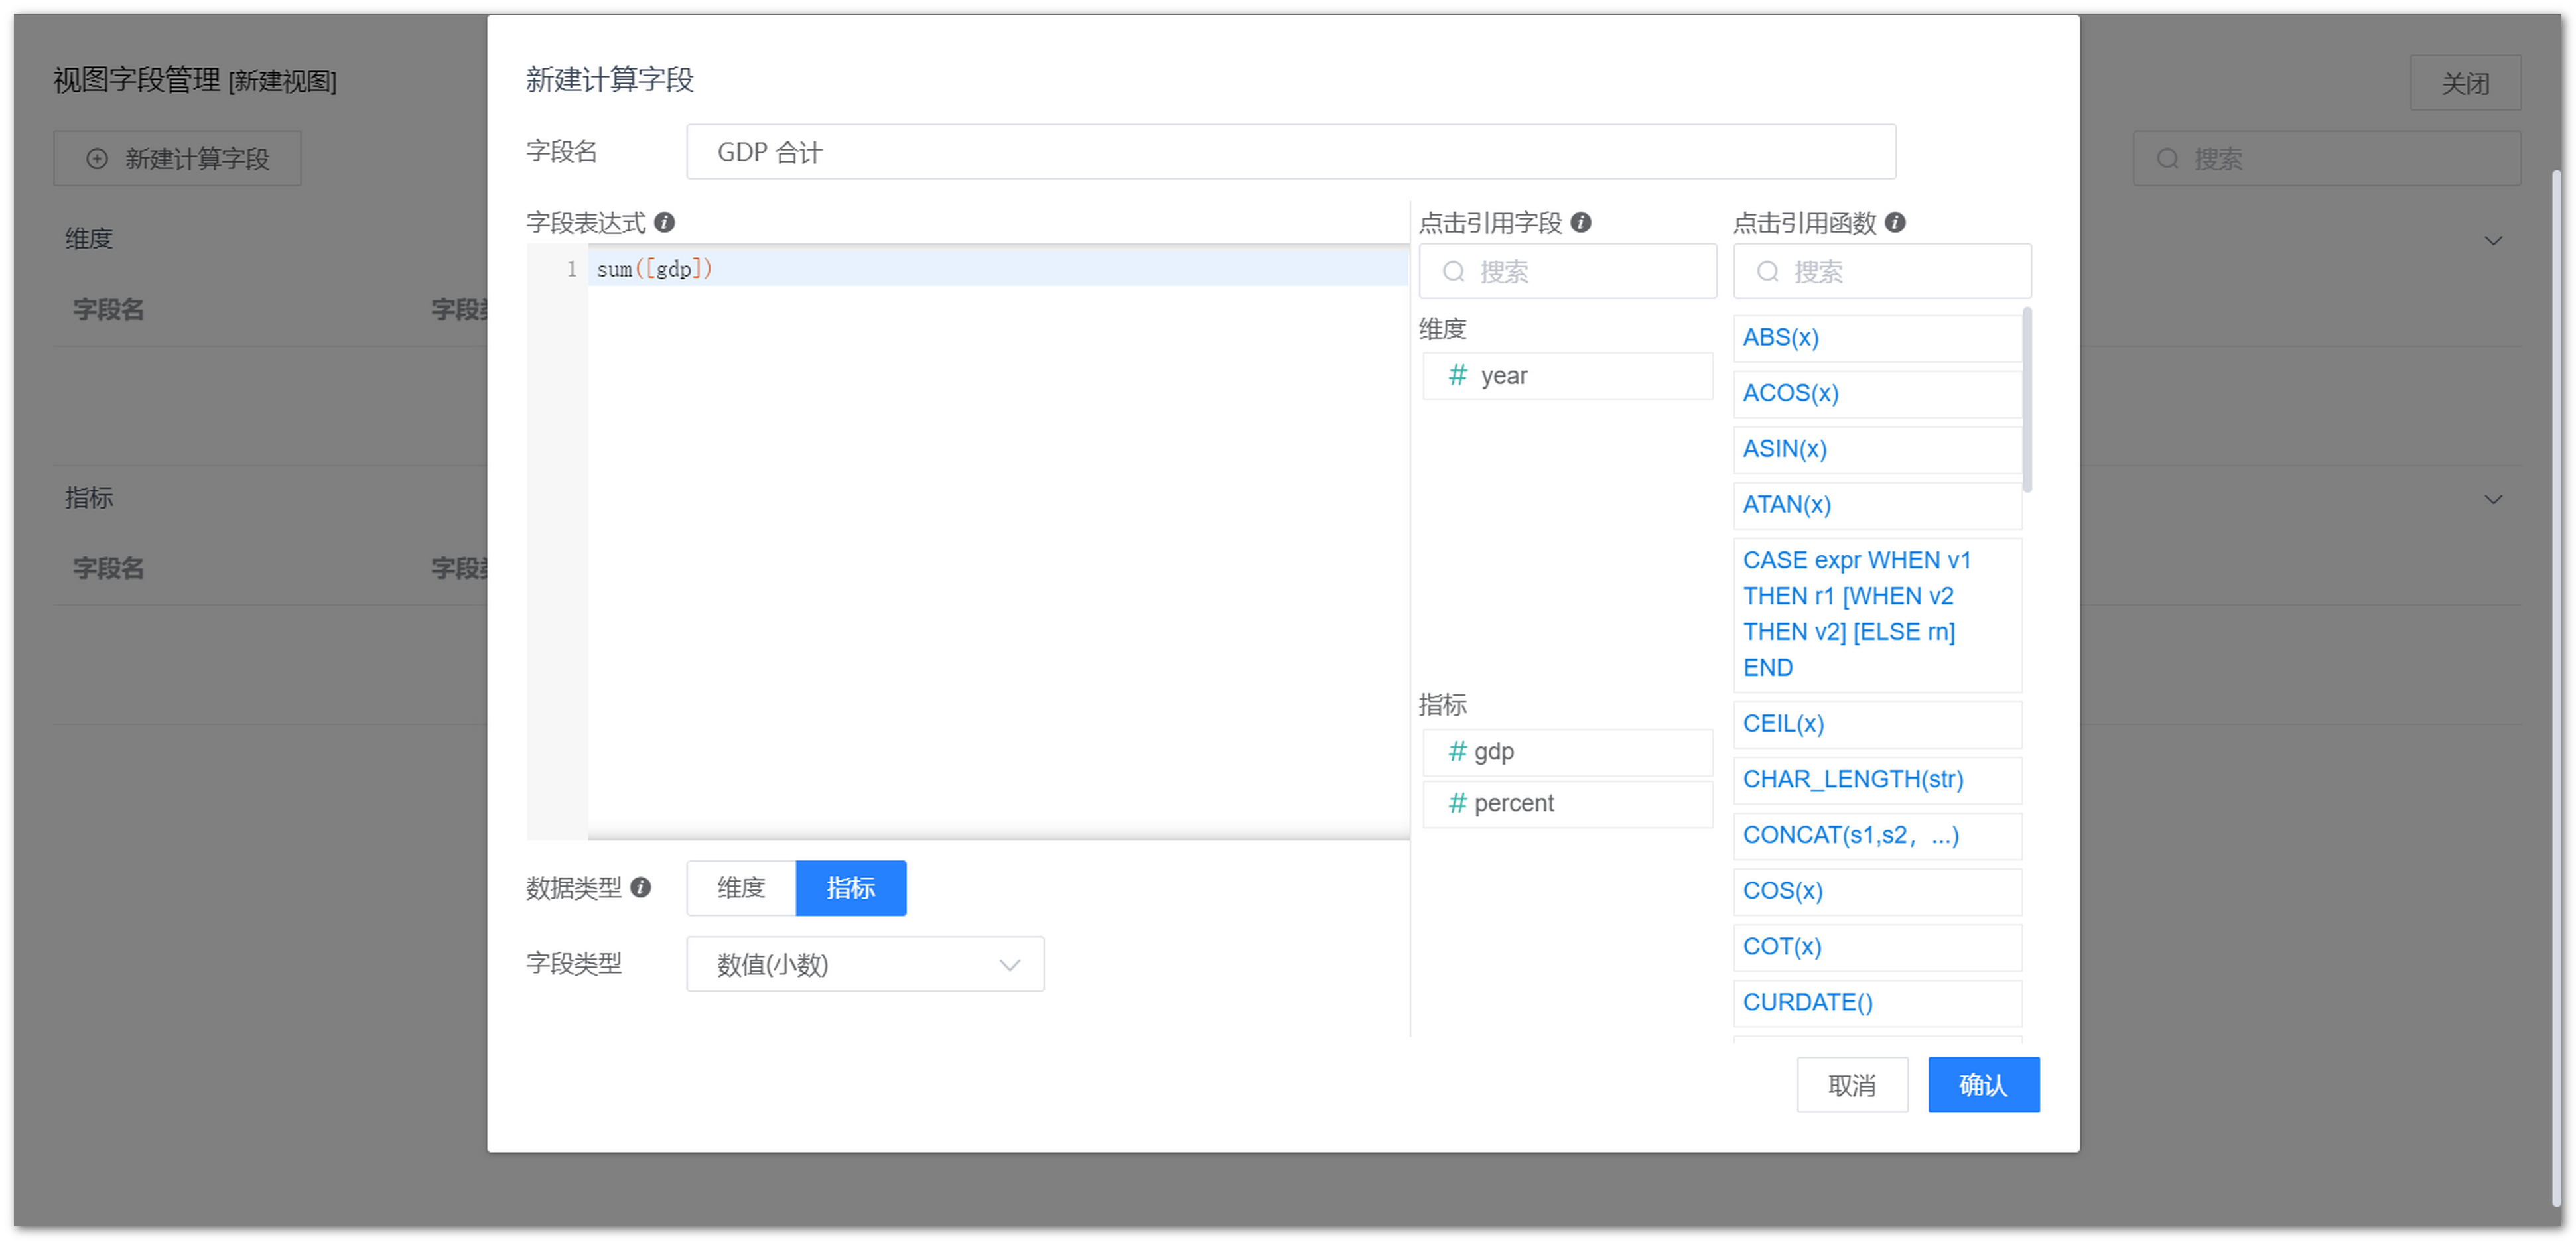 视图字段管理 [新建视图]
关闭
新建计算字段
搜索
维度
字段名
字段
指标
字段名
字段
新建计算字段
字段名
GDP 合计
字段表达式
1 sum([gdp])
数据类型
维度
指标
字段类型
数值(小数)
点击引用字段
搜索
维度
# year
指标
# gdp
# percent
点击引用函数
搜索
ABS(x)
ACOS(x)
ASIN(x)
ATAN(x)
CASE expr WHEN v1
THEN r1 [WHEN v2
THEN v2] [ELSE rn]
END
CEIL(x)
CHAR_LENGTH(str)
CONCAT(s1,s2，...)
COS(x)
COT(x)
CURDATE()
取消
确认